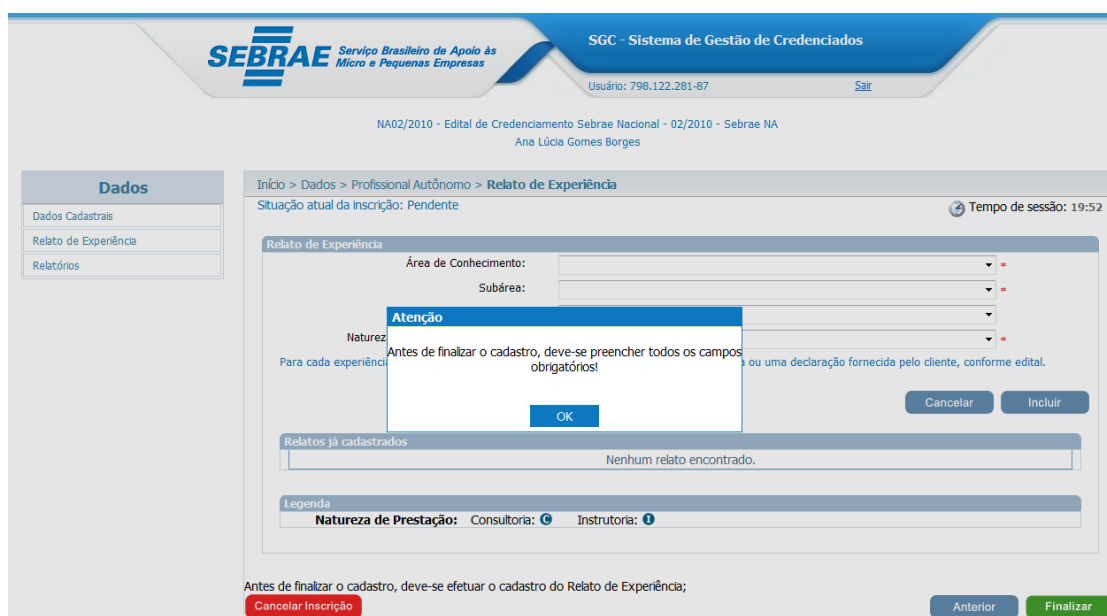 SEBRAE
Serviço Brasileiro de Apoio às
Micro e Pequenas Empresas
SGC - Sistema de Gestão de Credenciados
Usuário: 798.122.281-87 Sair
NA02/2010 - Edital de Credenciamento Sebrae Nacional - 02/2010 - Sebrae NA
Ana Lúcia Gomes Borges
Dados
Dados Cadastrais
Relato de Experiência
Relatórios
Início > Dados > Profissional Autônomo > Relato de Experiência
Situação atual da inscrição: Pendente
Tempo de sessão: 19:52
Relato de Experiência
Área de Conhecimento: *
Subárea: *
Naturez *
Para cada experiênci
ou uma declaração fornecida pelo cliente, conforme edital.
Atenção
Antes de finalizar o cadastro, deve-se preencher todos os campos
obrigatórios!
OK
Cancelar Incluir
Relatos já cadastrados
Nenhum relato encontrado.
Legenda
Natureza de Prestação: Consultoria: C Instrutoria: I
Antes de finalizar o cadastro, deve-se efetuar o cadastro do Relato de Experiência;
Cancelar Inscrição
Anterior Finalizar